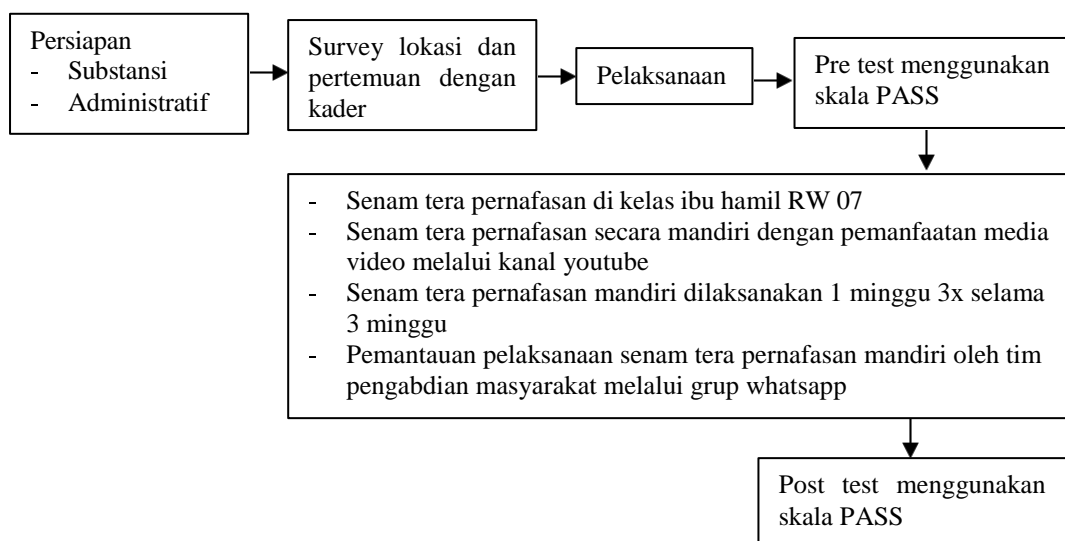 Persiapan
- Substansi
- Administratif
Survey lokasi dan
pertemuan dengan
kader
Pelaksanaan
Pre test menggunakan
skala PASS
- Senam tera pernafasan di kelas ibu hamil RW 07
- Senam tera pernafasan secara mandiri dengan pemanfaatan media
video melalui kanal youtube
- Senam tera pernafasan mandiri dilaksanakan 1 minggu 3x selama
3 minggu
- Pemantauan pelaksanaan senam tera pernafasan mandiri oleh tim
pengabdian masyarakat melalui grup whatsapp
Post test menggunakan
skala PASS